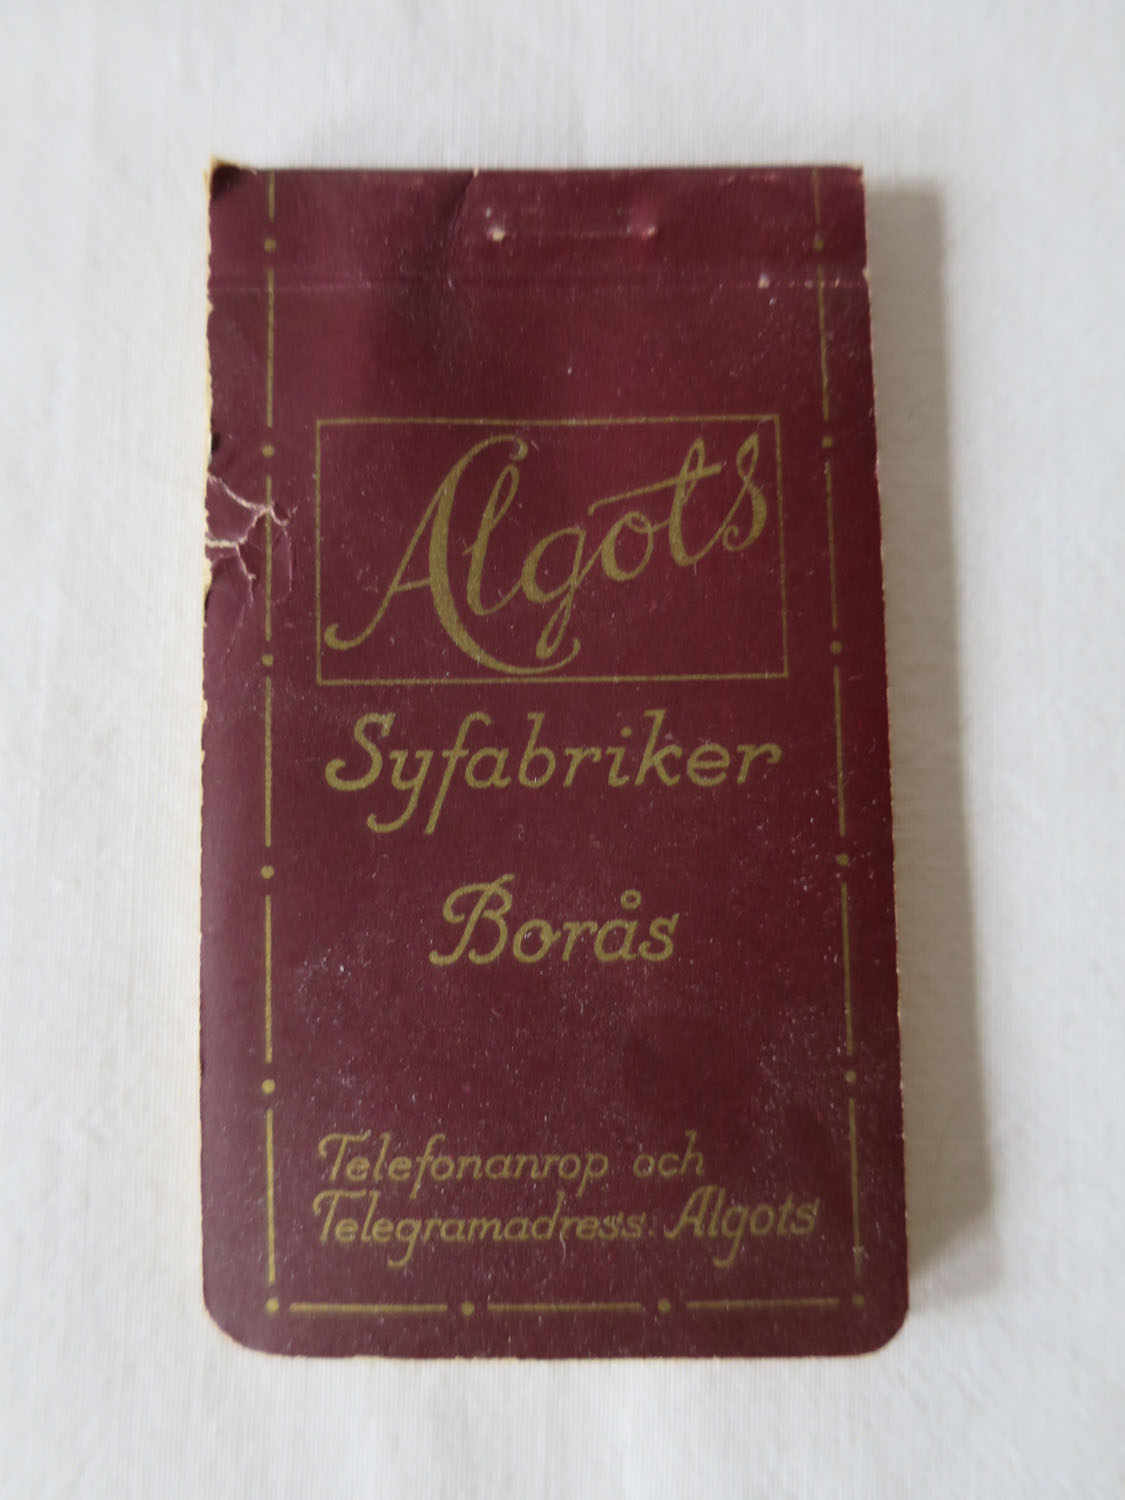 Algots
Syfabriker
Borås
Telefonanrop och
Telegramadress: Algots